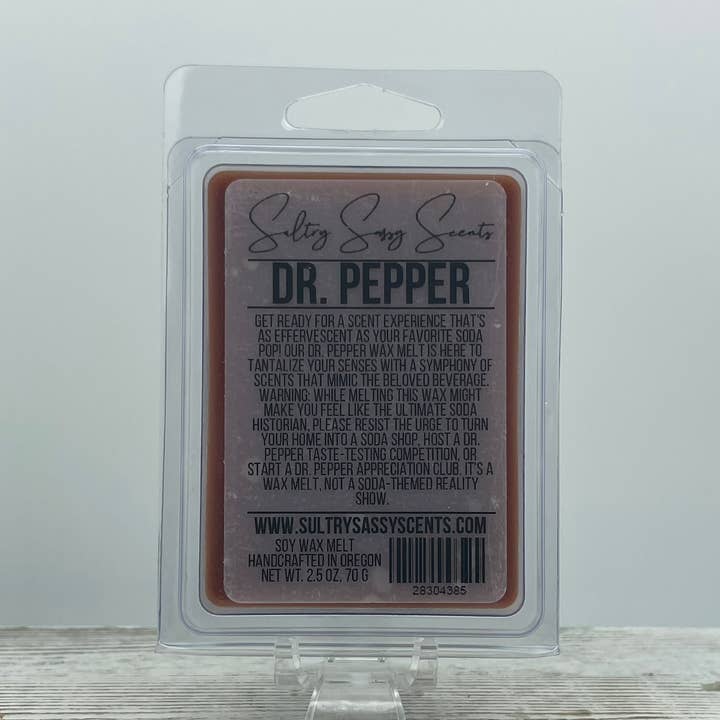 Sultry Sassy Scents
DR. PEPPER
GET READY FOR A SCENT EXPERIENCE THAT'S
AS EFFERVESCENT AS YOUR FAVORITE SODA
POP! OUR DR. PEPPER WAX MELT IS HERE TO
TANTALIZE YOUR SENSES WITH A SYMPHONY OF
SCENTS THAT MIMIC THE BELOVED BEVERAGE.
WARNING: WHILE MELTING THIS WAX MIGHT
MAKE YOU FEEL LIKE THE ULTIMATE SODA
HISTORIAN, PLEASE RESIST THE URGE TO TURN
YOUR HOME INTO A SODA SHOP, HOST A DR.
PEPPER TASTE-TESTING COMPETITION, OR
START A DR. PEPPER APPRECIATION CLUB. IT'S A
WAX MELT, NOT A SODA-THEMED REALITY
SHOW.
WWW.SULTRYSASSYSCENTS.COM
SOY WAX MELT
HANDCRAFTED IN OREGON
NET WT. 2.5 OZ, 70 G
28304385